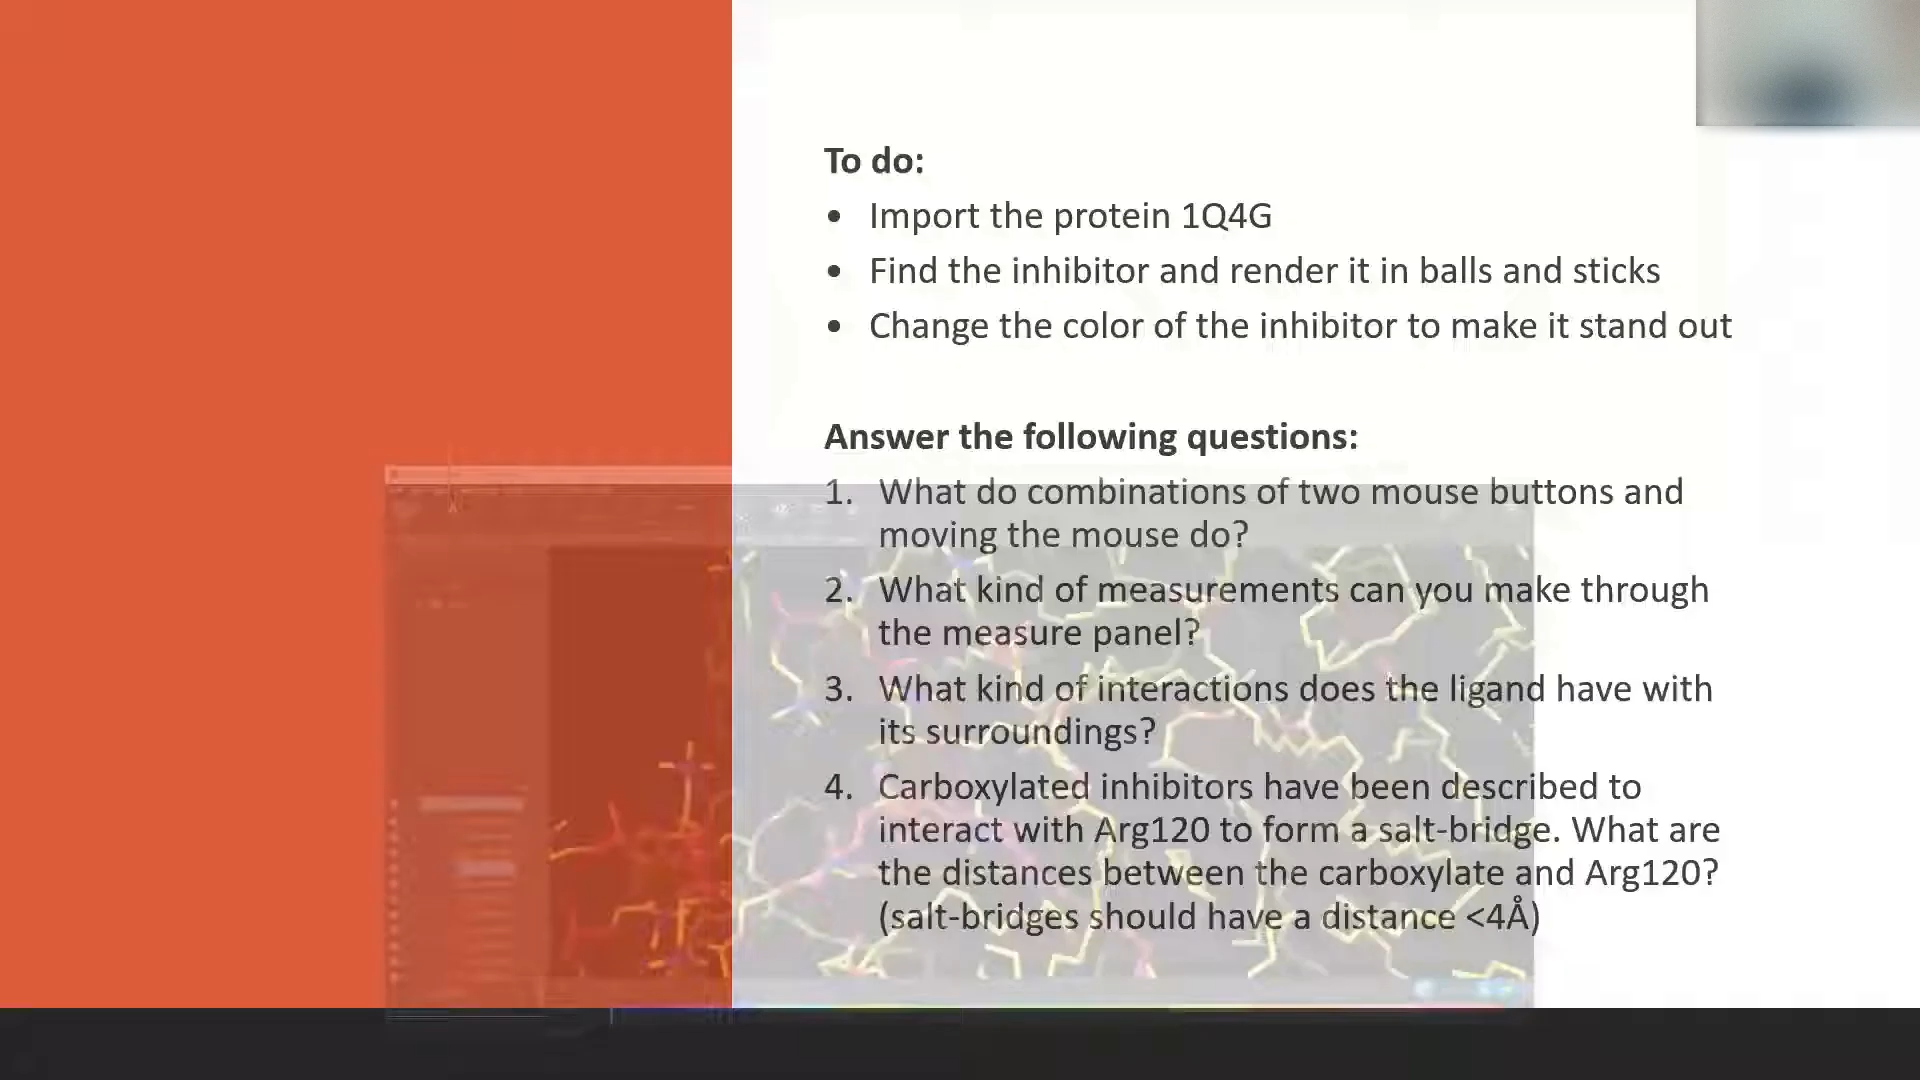 To do:
• Import the protein 1Q4G
• Find the inhibitor and render it in balls and sticks
• Change the color of the inhibitor to make it stand out
Answer the following questions:
1. What do combinations of two mouse buttons and
moving the mouse do?
2. What kind of measurements can you make through
the measure panel?
3. What kind of interactions does the ligand have with
its surroundings?
4. Carboxylated inhibitors have been described to
interact with Arg120 to form a salt-bridge. What are
the distances between the carboxylate and Arg120?
(salt-bridges should have a distance <4Å)